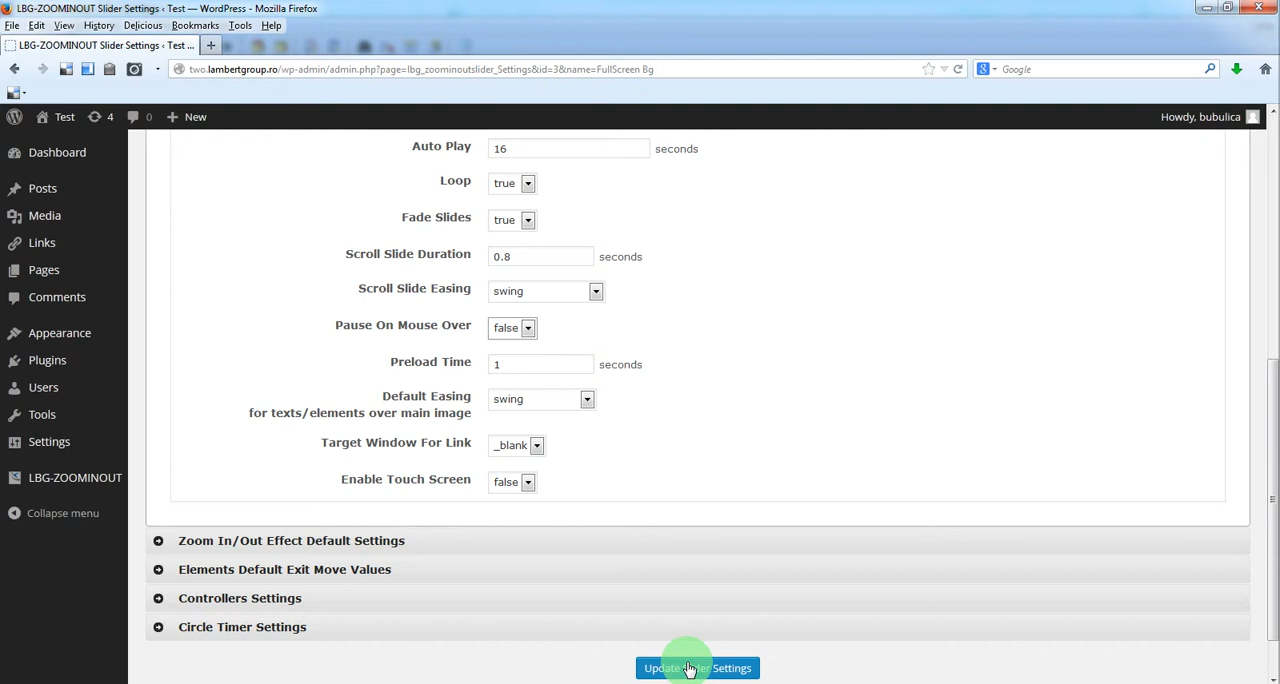 LBG-ZOOMINOUT Slider Settings ‹ Test — WordPress - Mozilla Firefox
File Edit View History Delicious Bookmarks Tools Help
LBG-ZOOMINOUT Slider Settings ‹ Test ...
two.lambertgroup.ro/wp-admin/admin.php?page=lbg_zoominoutslider_Settings&id=3&name=FullScreen Bg
Google
Test 4 0 New
Howdy, bubulica
Dashboard
Posts
Media
Links
Pages
Comments
Appearance
Plugins
Users
Tools
Settings
LBG-ZOOMINOUT
Collapse menu
Auto Play 16 seconds
Loop true
Fade Slides true
Scroll Slide Duration 0.8 seconds
Scroll Slide Easing swing
Pause On Mouse Over false
Preload Time 1 seconds
Default Easing swing
for texts/elements over main image
Target Window For Link _blank
Enable Touch Screen false
Zoom In/Out Effect Default Settings
Elements Default Exit Move Values
Controllers Settings
Circle Timer Settings
Update Slider Settings